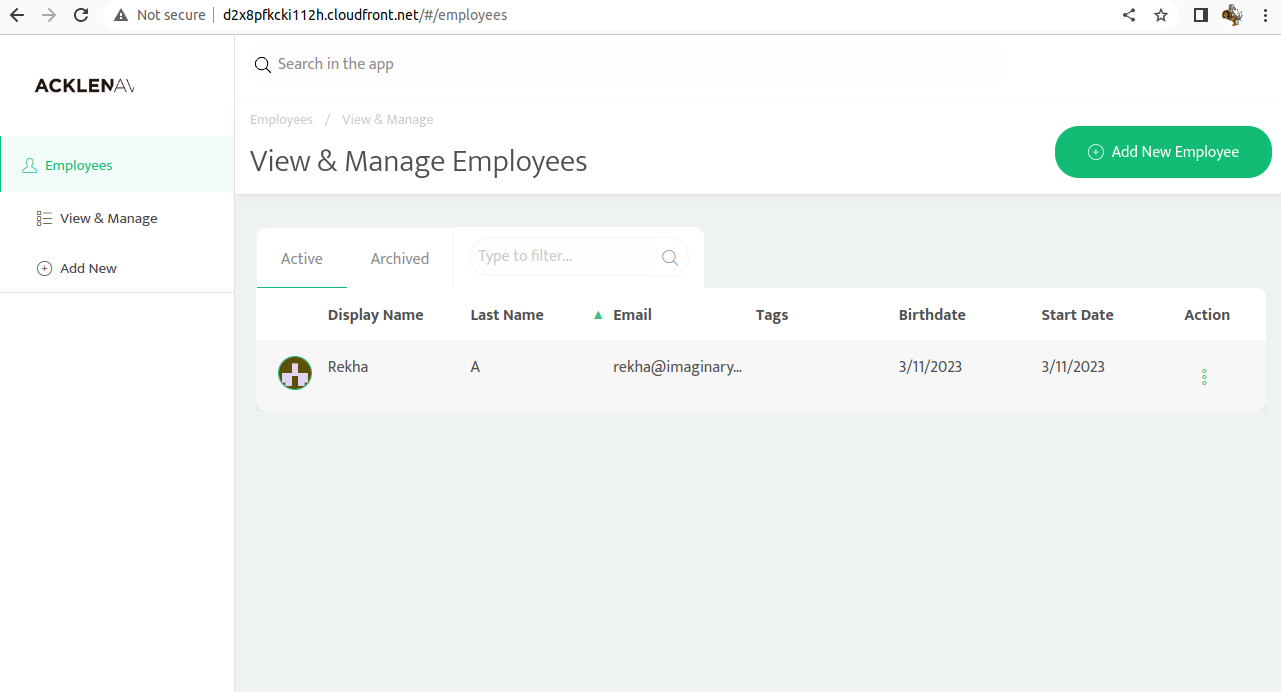 Not secure d2x8pfkcki112h.cloudfront.net/#/employees
ACKLENAV
Search in the app
Employees / View & Manage
View & Manage Employees
Add New Employee
Employees
View & Manage
Add New
Active Archived Type to filter...
Display Name Last Name ▲ Email Tags Birthdate Start Date Action
Rekha A rekha@imaginary... 3/11/2023 3/11/2023